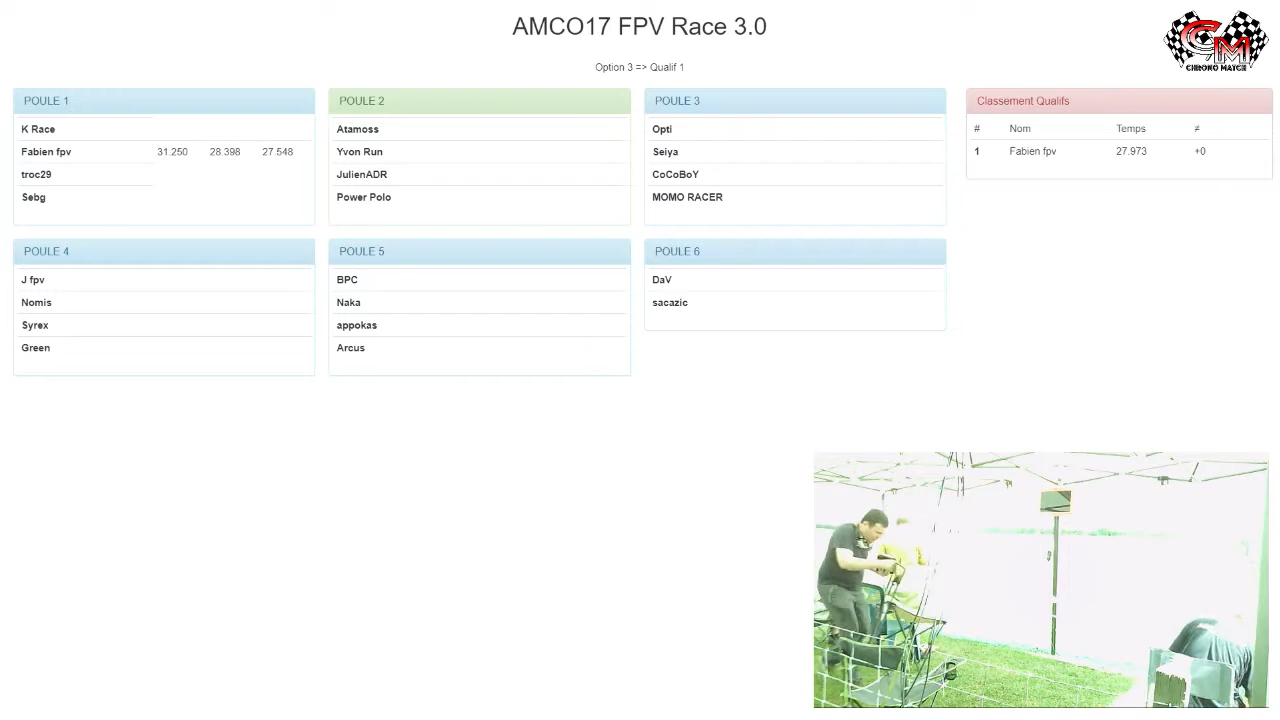 AMCO17 FPV Race 3.0
CHRONO MATCH
Option 3 => Qualif 1
POULE 1
K Race
Fabien fpv 31.250 28.398 27.548
troc29
Sebg
POULE 2
Atamoss
Yvon Run
JulienADR
Power Polo
POULE 3
Opti
Seiya
CoCoBoY
MOMO RACER
Classement Qualifs
# Nom Temps ≠
1 Fabien fpv 27.973 +0
POULE 4
J fpv
Nomis
Syrex
Green
POULE 5
BPC
Naka
appokas
Arcus
POULE 6
DaV
sacazic